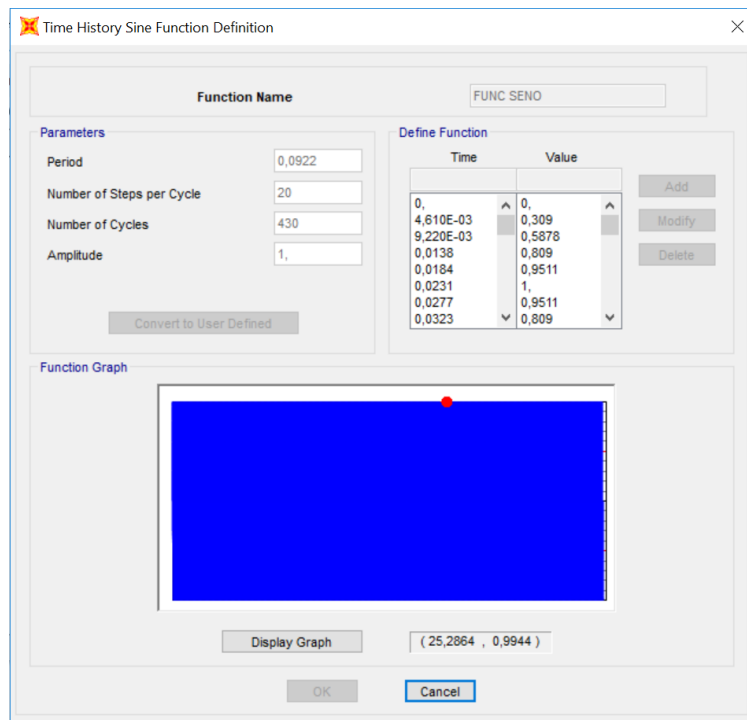 Time History Sine Function Definition
Function Name FUNC SENO
Parameters
Period 0,0922
Number of Steps per Cycle 20
Number of Cycles 430
Amplitude 1,
Convert to User Defined
Define Function
Time Value
0, 0,
4,610E-03 0,309
9,220E-03 0,5878
0,0138 0,809
0,0184 0,9511
0,0231 1,
0,0277 0,9511
0,0323 0,809
Add
Modify
Delete
Function Graph
Display Graph ( 25,2864 , 0,9944 )
OK Cancel